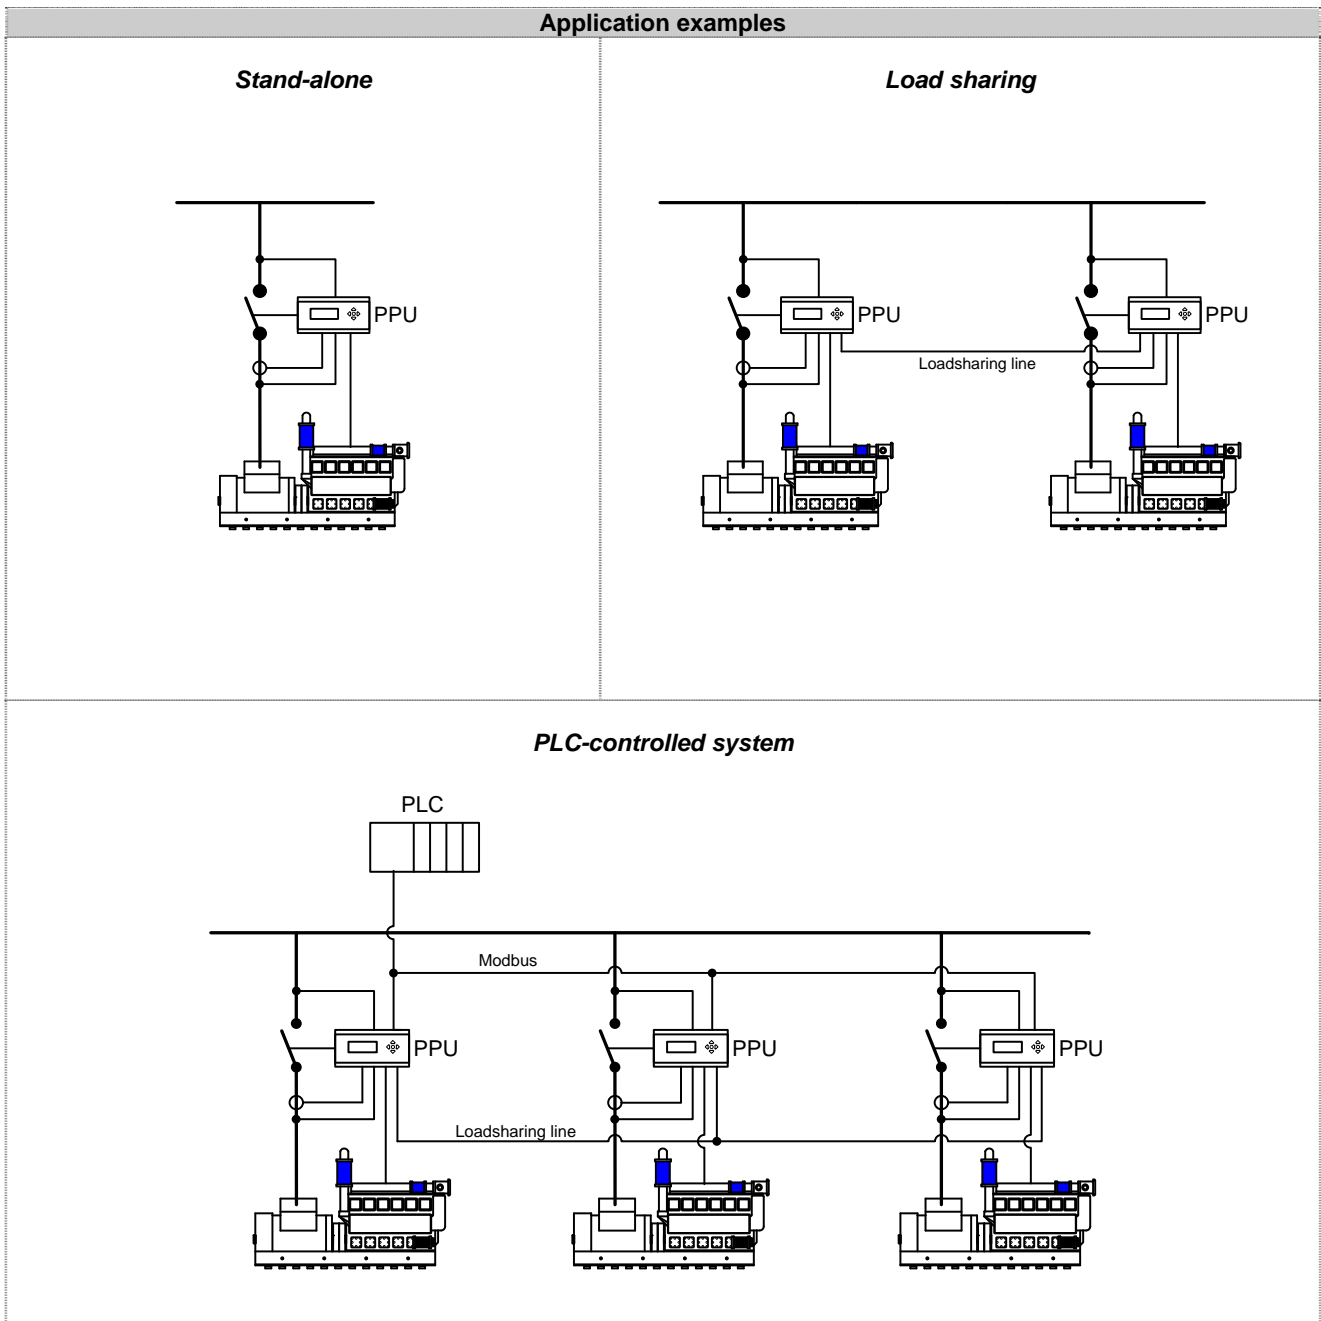 Application examples
Stand-alone
Load sharing
PPU
PPU
PPU
Loadsharing line
PLC-controlled system
PLC
Modbus
PPU
PPU
PPU
Loadsharing line